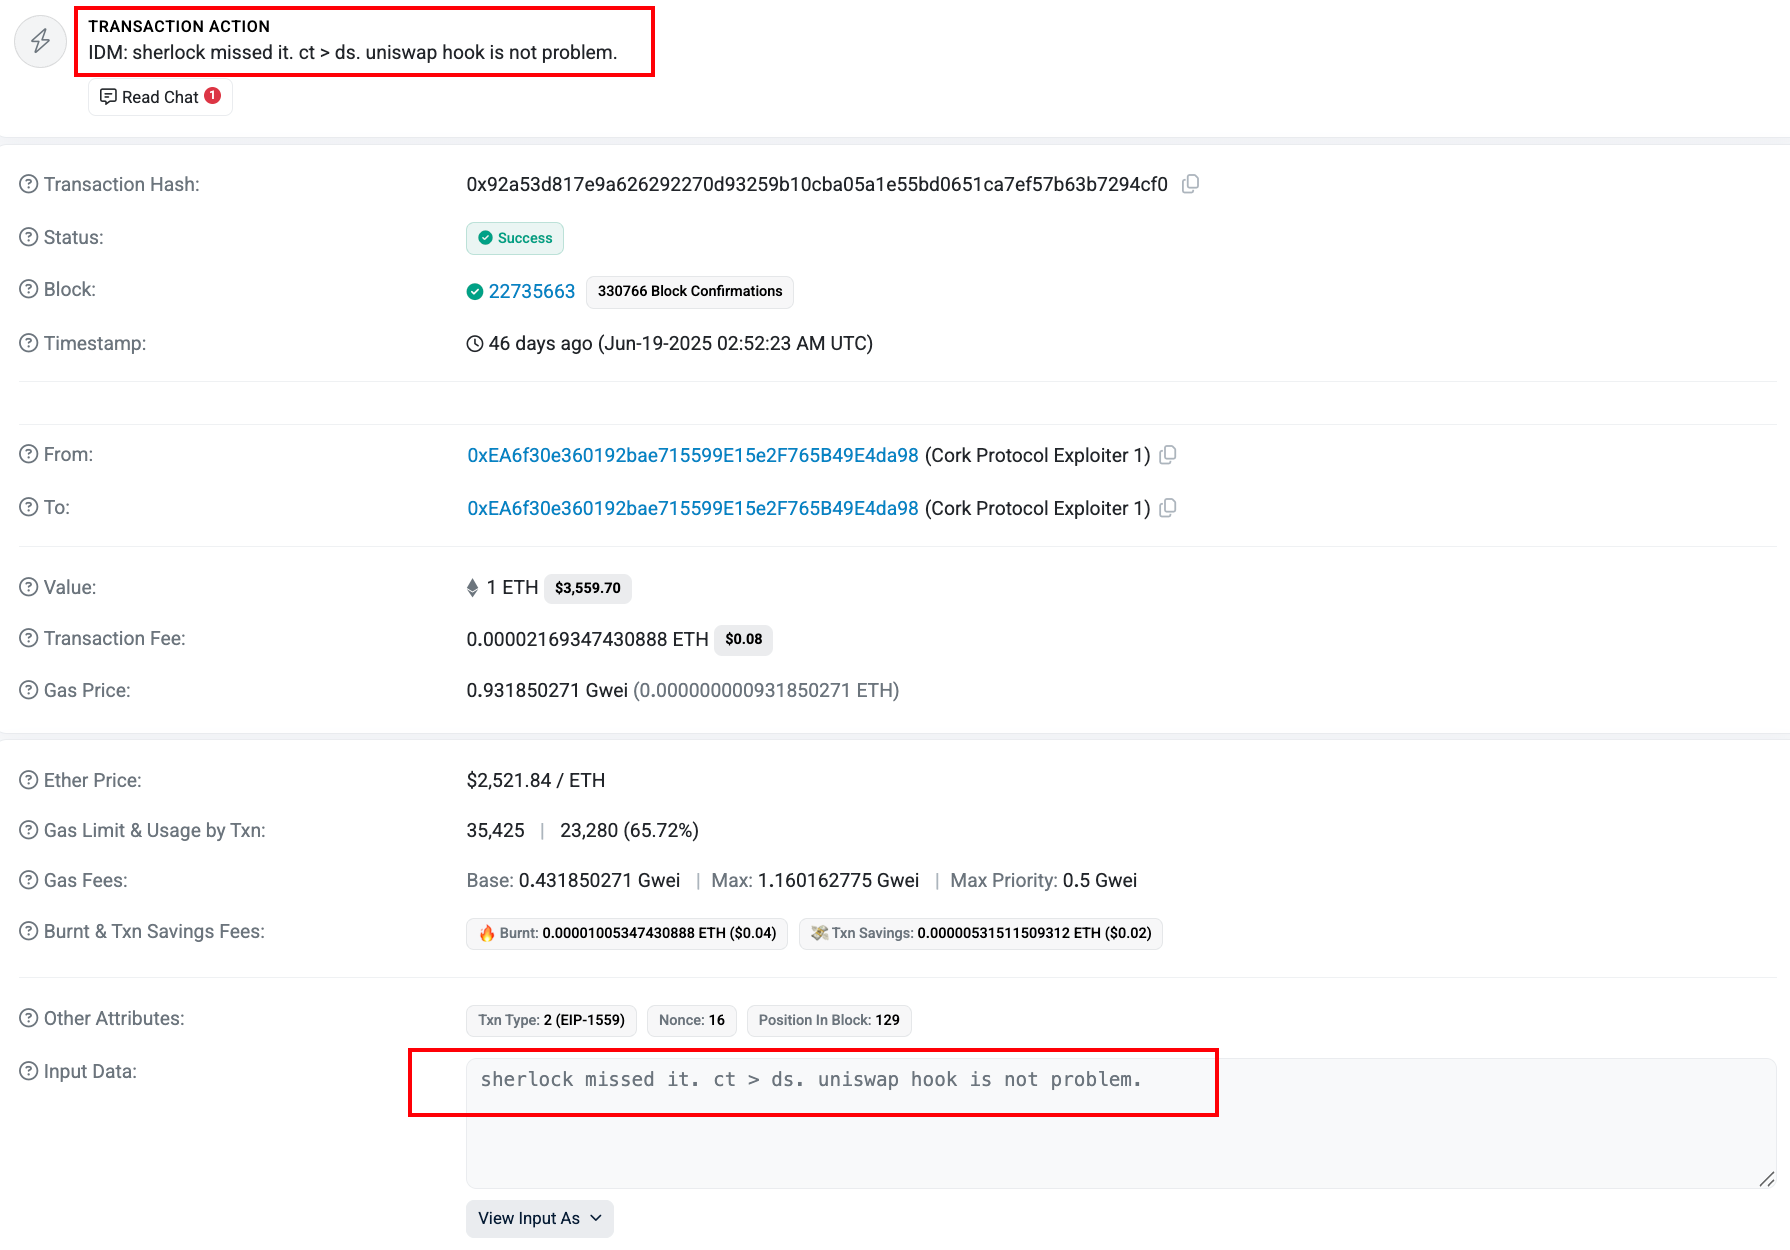 TRANSACTION ACTION
IDM: sherlock missed it. ct > ds. uniswap hook is not problem.
Read Chat 1
Transaction Hash: 0x92a53d817e9a626292270d93259b10cba05a1e55bd0651ca7ef57b63b7294cf0
Status: Success
Block: 22735663 330766 Block Confirmations
Timestamp: 46 days ago (Jun-19-2025 02:52:23 AM UTC)
From: 0xEA6f30e360192bae715599E15e2F765B49E4da98 (Cork Protocol Exploiter 1)
To: 0xEA6f30e360192bae715599E15e2F765B49E4da98 (Cork Protocol Exploiter 1)
Value: 1 ETH $3,559.70
Transaction Fee: 0.00002169347430888 ETH $0.08
Gas Price: 0.931850271 Gwei (0.000000000931850271 ETH)
Ether Price: $2,521.84 / ETH
Gas Limit & Usage by Txn: 35,425 | 23,280 (65.72%)
Gas Fees: Base: 0.431850271 Gwei | Max: 1.160162775 Gwei | Max Priority: 0.5 Gwei
Burnt & Txn Savings Fees: Burnt: 0.00001005347430888 ETH ($0.04) Txn Savings: 0.00000531511509312 ETH ($0.02)
Other Attributes: Txn Type: 2 (EIP-1559) Nonce: 16 Position In Block: 129
Input Data: sherlock missed it. ct > ds. uniswap hook is not problem.
View Input As